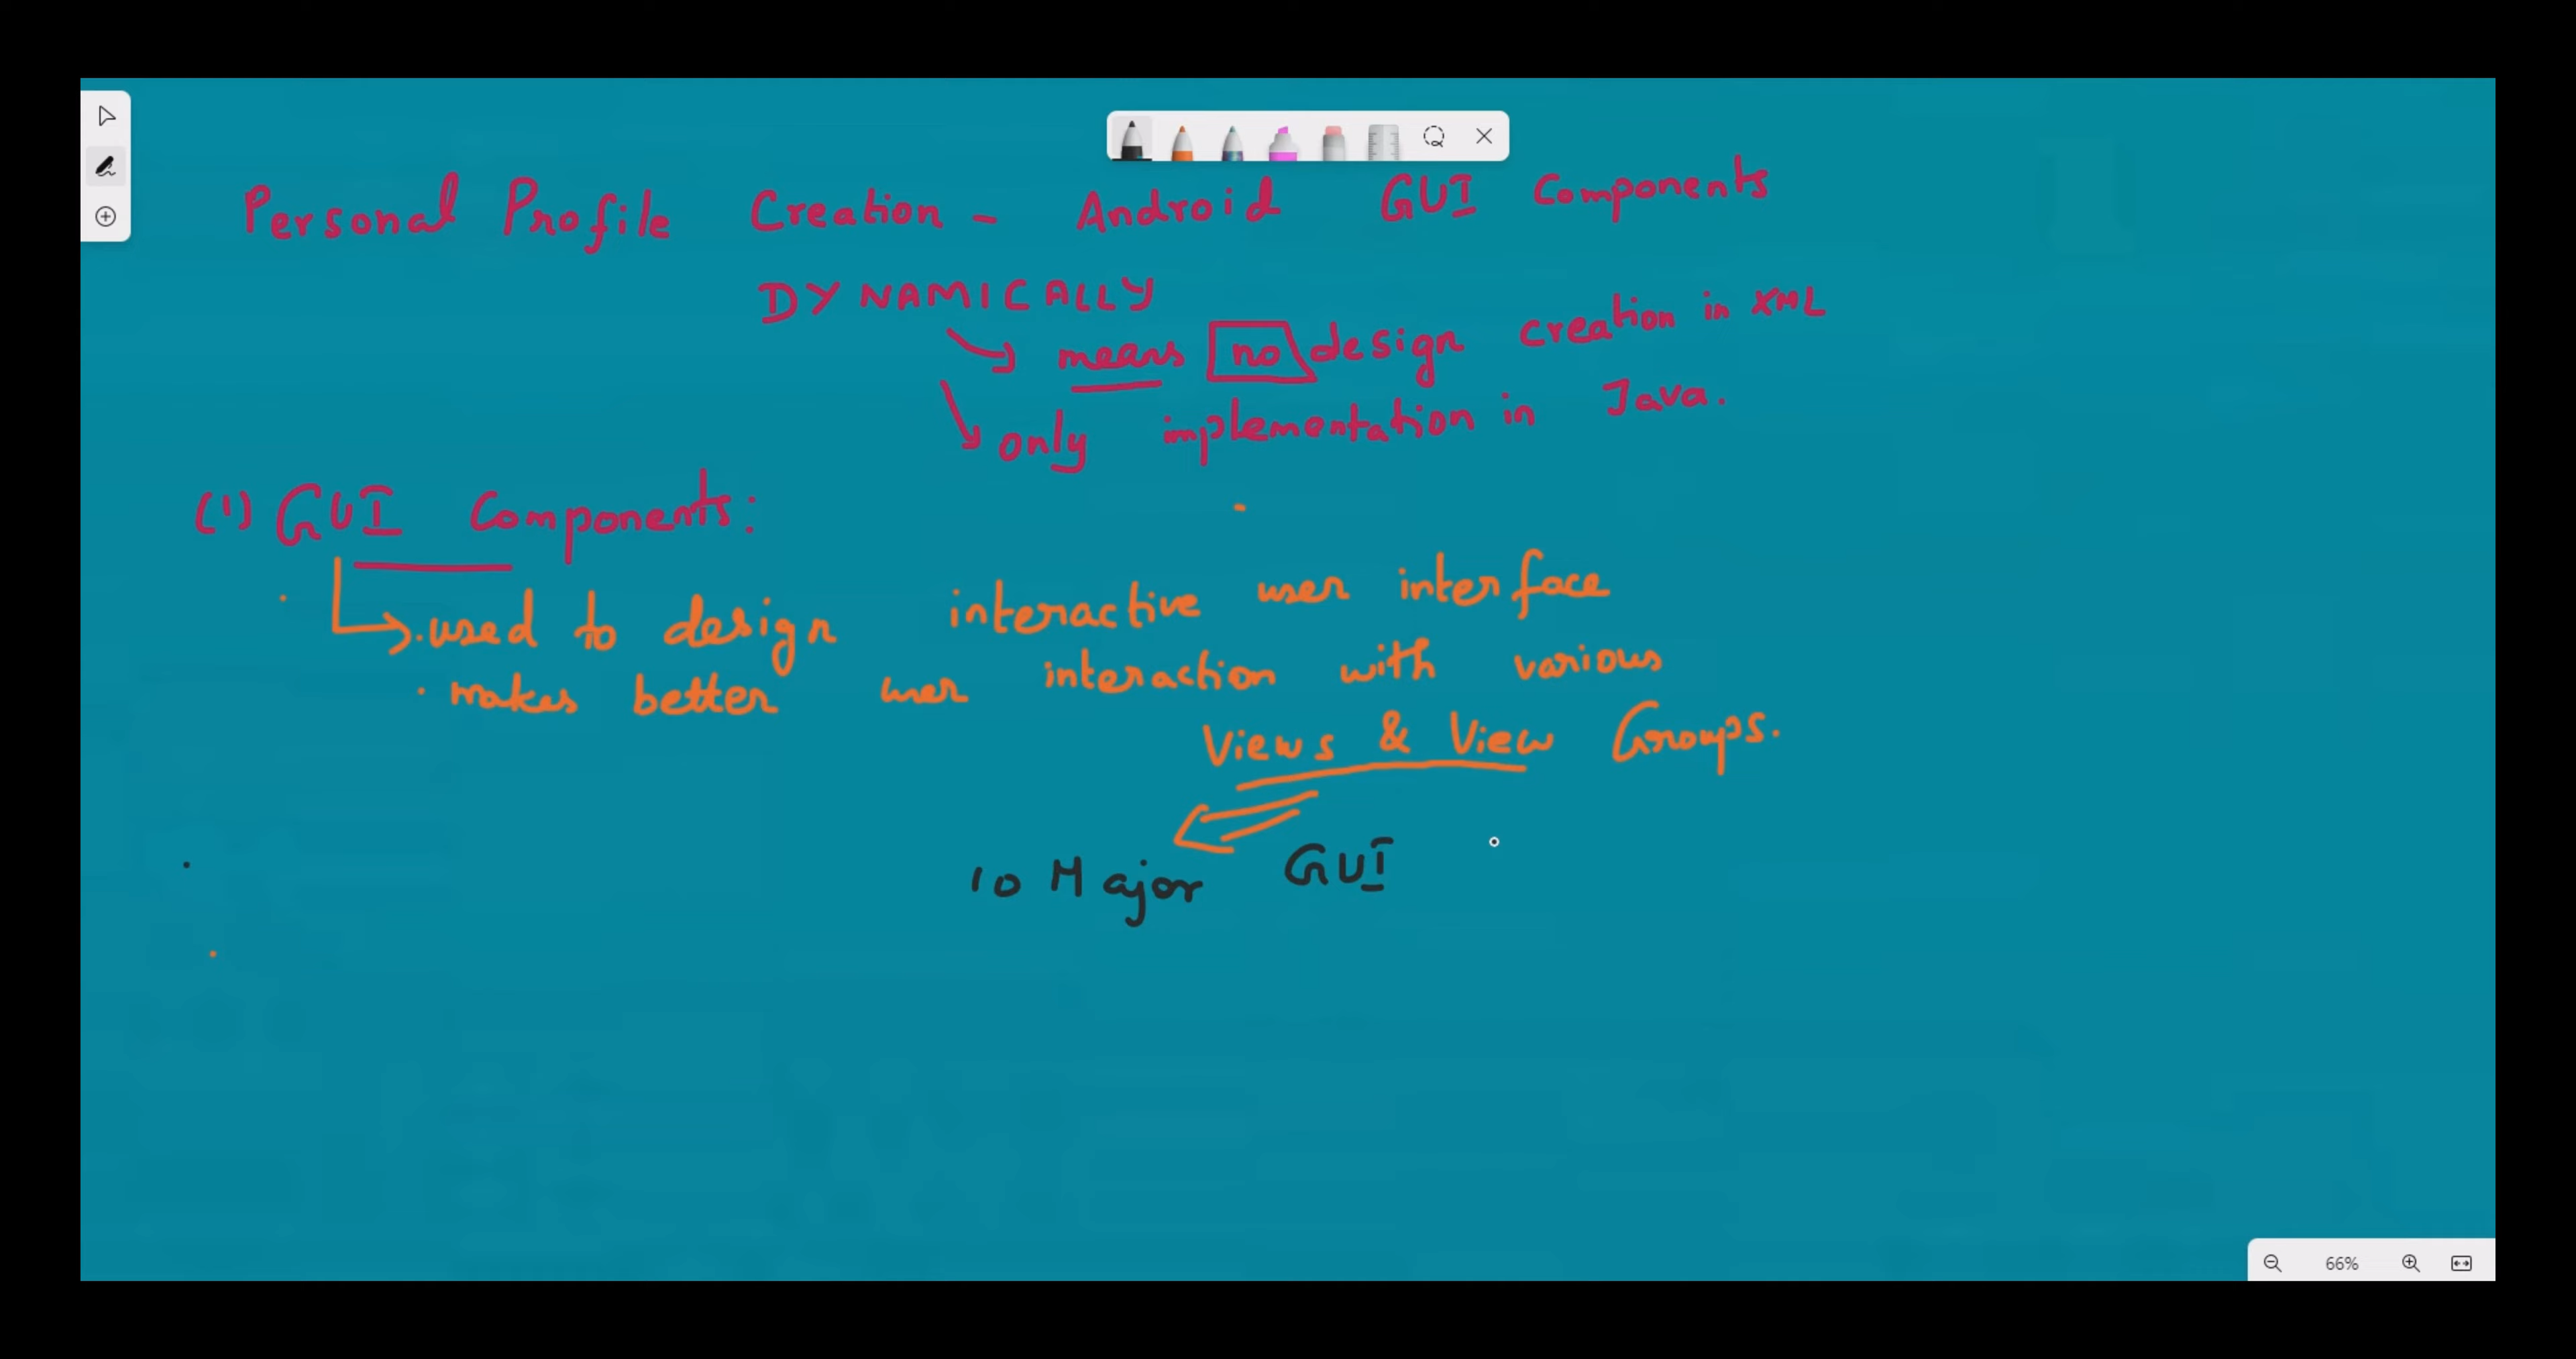 Personal Profile Creation - Android GUI Components
DYNAMICALLY
means no design creation in XML
only implementation in Java.
(1) GUI Components:
. used to design interactive user interface
. makes better user interaction with various
Views & View Groups.
10 Major GUI
66%